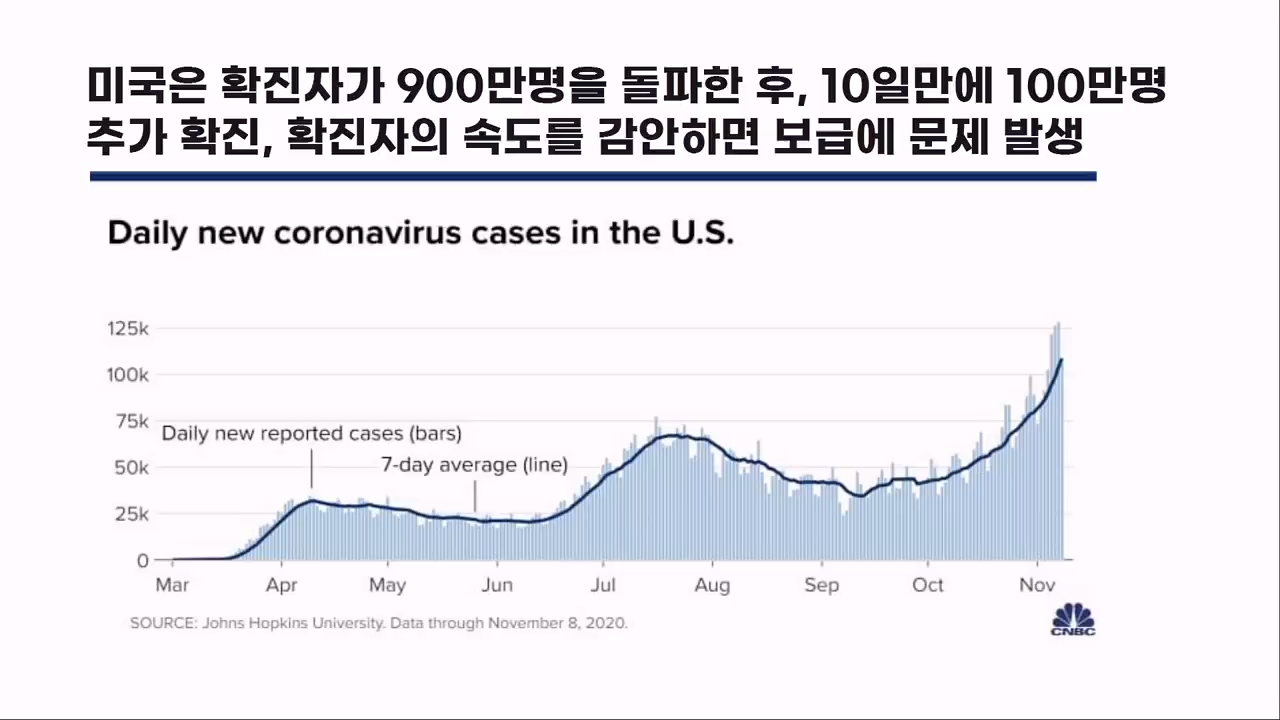 미국은 확진자가 900만명을 돌파한 후, 10일만에 100만명
추가 확진, 확진자의 속도를 감안하면 보급에 문제 발생
Daily new coronavirus cases in the U.S.
125k
100k
75k
Daily new reported cases (bars)
7-day average (line)
50k
25k
0
Mar Apr May Jun Jul Aug Sep Oct Nov
SOURCE: Johns Hopkins University. Data through November 8, 2020.
CNBC